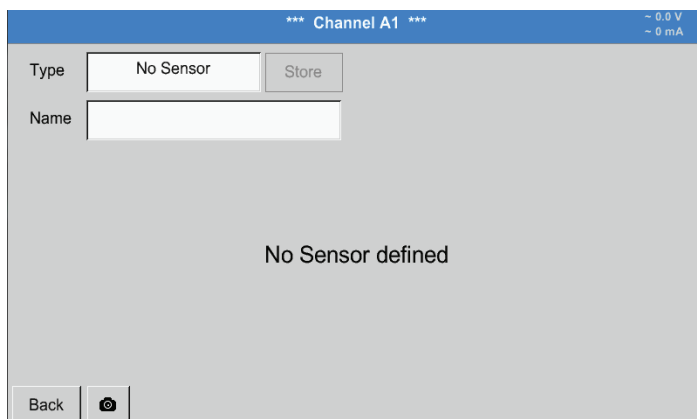 *** Channel A1 ***
~ 0.0 V
~ 0 mA
Type No Sensor Store
Name
No Sensor defined
Back